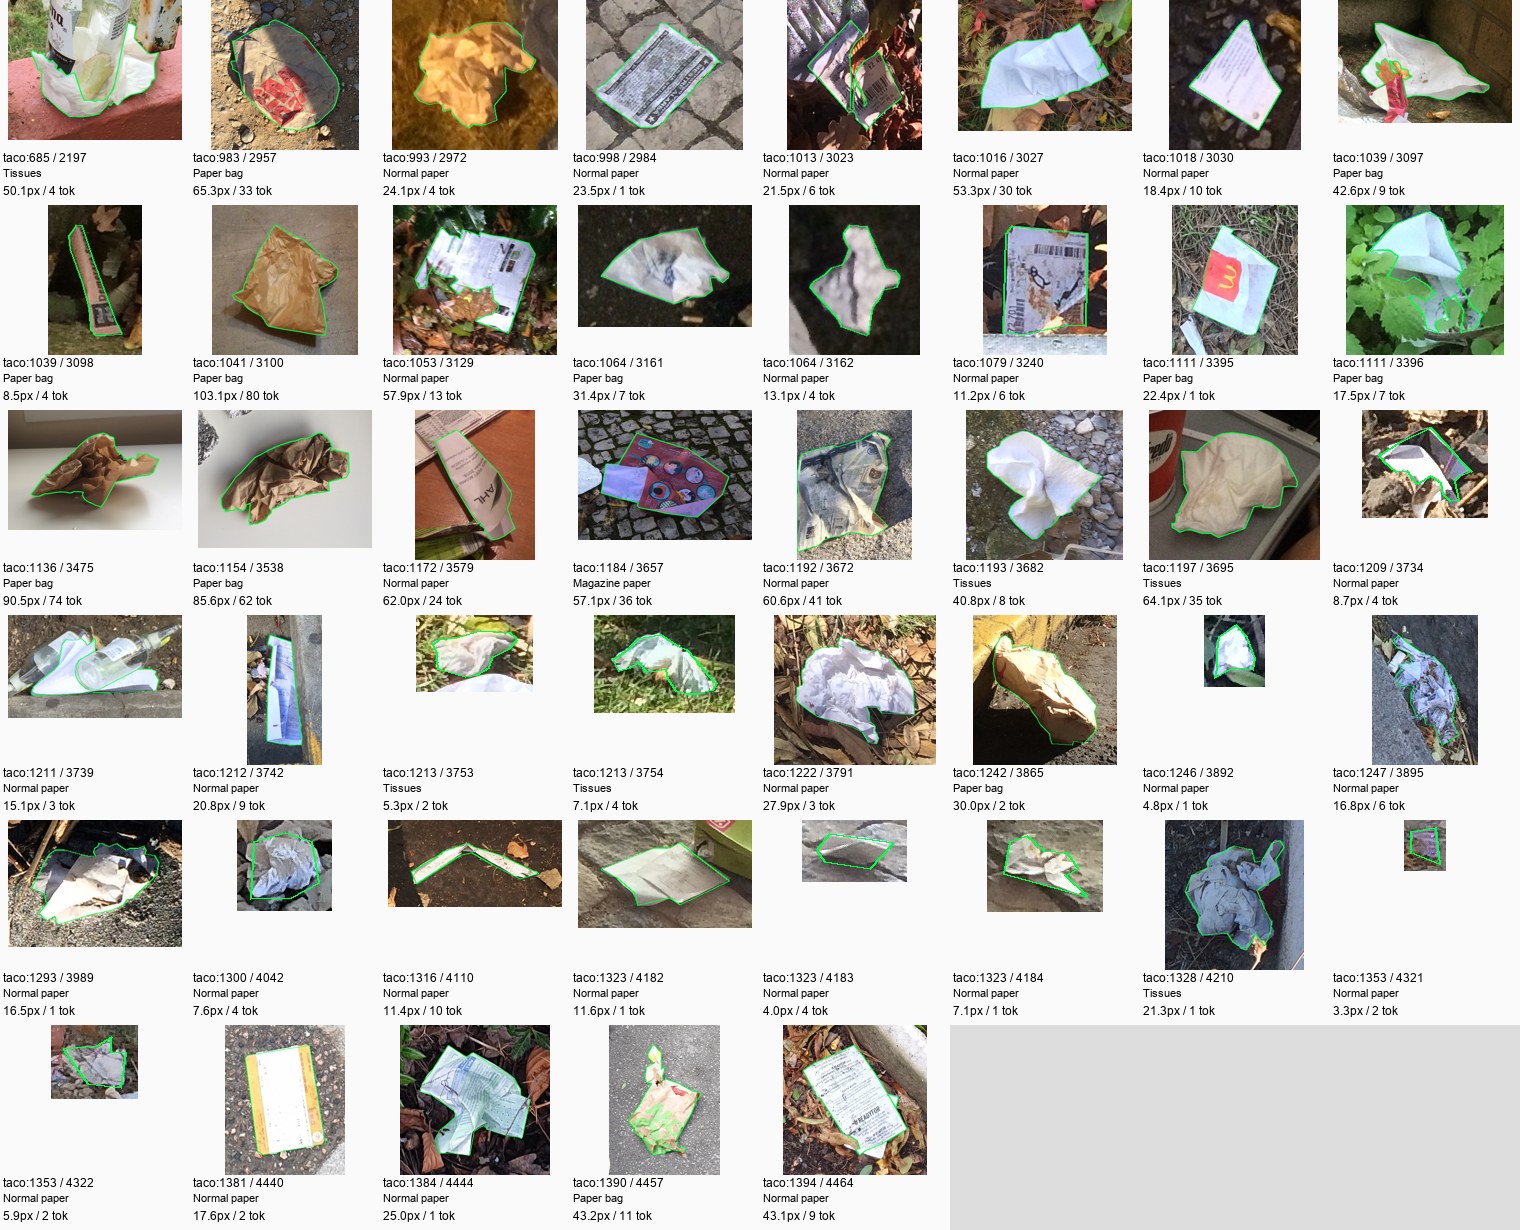 taco:685 / 2197
Tissues
50.1px / 4 tok
taco:983 / 2957
Paper bag
65.3px / 33 tok
taco:993 / 2972
Normal paper
24.1px / 4 tok
taco:998 / 2984
Normal paper
23.5px / 1 tok
taco:1013 / 3023
Normal paper
21.5px / 6 tok
taco:1016 / 3027
Normal paper
53.3px / 30 tok
taco:1018 / 3030
Normal paper
18.4px / 10 tok
taco:1039 / 3097
Paper bag
42.6px / 9 tok
taco:1039 / 3098
Paper bag
8.5px / 4 tok
taco:1041 / 3100
Paper bag
103.1px / 80 tok
taco:1053 / 3129
Normal paper
57.9px / 13 tok
taco:1064 / 3161
Paper bag
31.4px / 7 tok
taco:1064 / 3162
Normal paper
13.1px / 4 tok
taco:1079 / 3240
Normal paper
11.2px / 6 tok
taco:1111 / 3395
Paper bag
22.4px / 1 tok
taco:1111 / 3396
Paper bag
17.5px / 7 tok
taco:1136 / 3475
Paper bag
90.5px / 74 tok
taco:1154 / 3538
Paper bag
85.6px / 62 tok
taco:1172 / 3579
Normal paper
62.0px / 24 tok
taco:1184 / 3657
Magazine paper
57.1px / 36 tok
taco:1192 / 3672
Normal paper
60.6px / 41 tok
taco:1193 / 3682
Tissues
40.8px / 8 tok
taco:1197 / 3695
Tissues
64.1px / 35 tok
taco:1209 / 3734
Normal paper
8.7px / 4 tok
taco:1211 / 3739
Normal paper
15.1px / 3 tok
taco:1212 / 3742
Normal paper
20.8px / 9 tok
taco:1213 / 3753
Tissues
5.3px / 2 tok
taco:1213 / 3754
Tissues
7.1px / 4 tok
taco:1222 / 3791
Normal paper
27.9px / 3 tok
taco:1242 / 3865
Paper bag
30.0px / 2 tok
taco:1246 / 3892
Normal paper
4.8px / 1 tok
taco:1247 / 3895
Normal paper
16.8px / 6 tok
taco:1293 / 3989
Normal paper
16.5px / 1 tok
taco:1300 / 4042
Normal paper
7.6px / 4 tok
taco:1316 / 4110
Normal paper
11.4px / 10 tok
taco:1323 / 4182
Normal paper
11.6px / 1 tok
taco:1323 / 4183
Normal paper
4.0px / 4 tok
taco:1323 / 4184
Normal paper
7.1px / 1 tok
taco:1328 / 4210
Tissues
21.3px / 1 tok
taco:1353 / 4321
Normal paper
3.3px / 2 tok
taco:1353 / 4322
Normal paper
5.9px / 2 tok
taco:1381 / 4440
Normal paper
17.6px / 2 tok
taco:1384 / 4444
Normal paper
25.0px / 1 tok
taco:1390 / 4457
Paper bag
43.2px / 11 tok
taco:1394 / 4464
Normal paper
43.1px / 9 tok